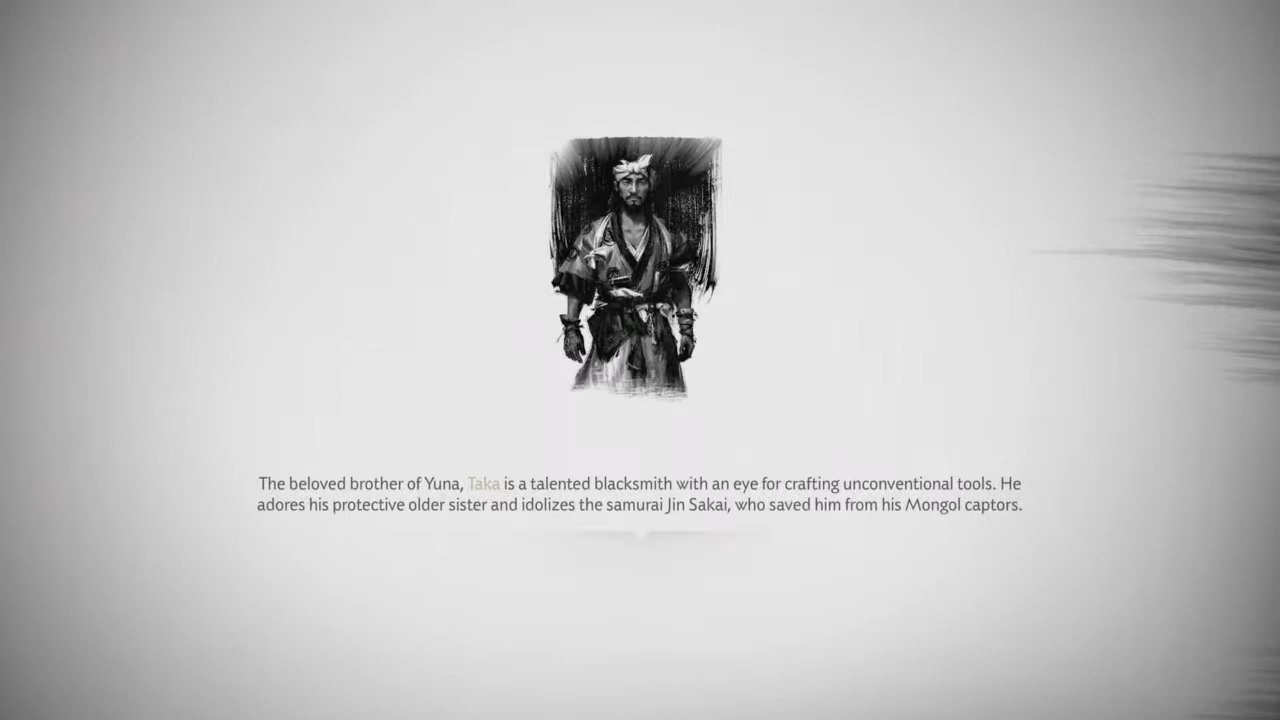 The beloved brother of Yuna, Taka is a talented blacksmith with an eye for crafting unconventional tools. He
adores his protective older sister and idolizes the samurai Jin Sakai, who saved him from his Mongol captors.